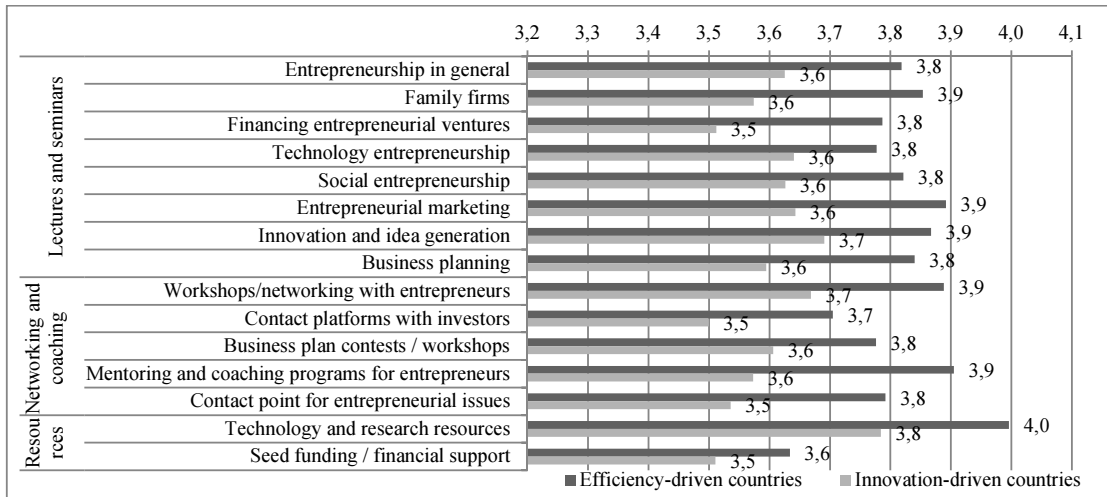 3,2 3,3 3,4 3,5 3,6 3,7 3,8 3,9 4,0 4,1
Lectures and seminars
Entrepreneurship in general 3,8
3,6
Family firms 3,9
3,6
Financing entrepreneurial ventures 3,8
3,5
Technology entrepreneurship 3,8
3,6
Social entrepreneurship 3,8
3,6
Entrepreneurial marketing 3,9
3,6
Innovation and idea generation 3,9
3,7
Business planning 3,8
3,6
Networking and
coaching
Workshops/networking with entrepreneurs 3,9
3,7
Contact platforms with investors 3,7
3,5
Business plan contests / workshops 3,8
3,6
Mentoring and coaching programs for entrepreneurs 3,9
3,6
Contact point for entrepreneurial issues 3,8
3,5
Resou
rces
Technology and research resources 4,0
3,8
Seed funding / financial support 3,6
3,5
Efficiency-driven countries Innovation-driven countries